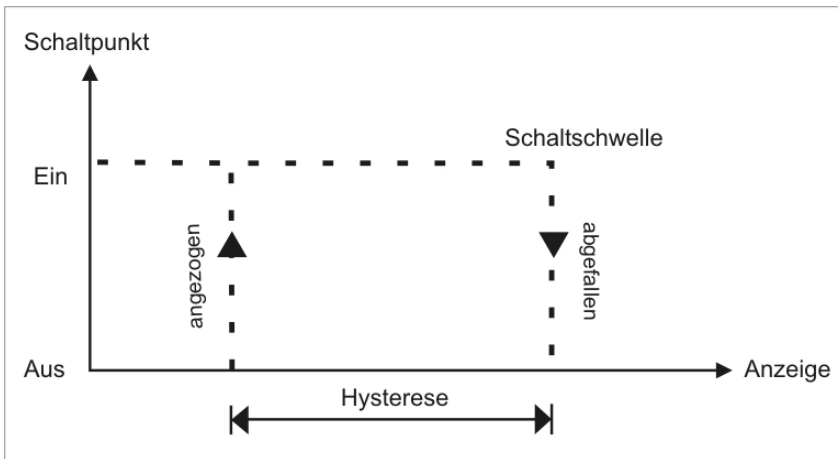 Schaltpunkt
Schaltschwelle
Ein
angezogen
abgefallen
Aus
Anzeige
Hysterese